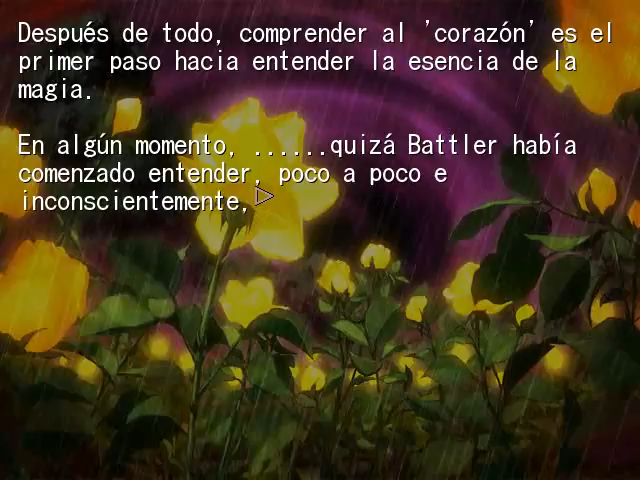 Después de todo, comprender al 'corazón' es el
primer paso hacia entender la esencia de la
magia.
En algún momento, ......quizá Battler había
comenzado entender, poco a poco e
inconscientemente,